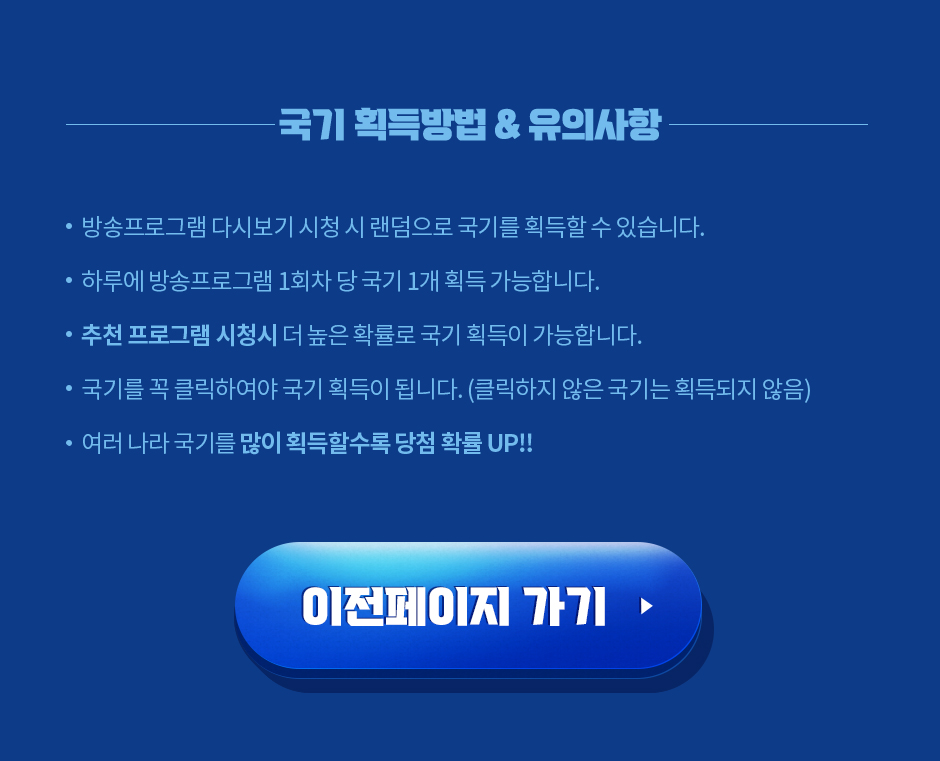 국기 획득방법 & 유의사항
• 방송프로그램 다시보기 시청 시 랜덤으로 국기를 획득할 수 있습니다.
• 하루에 방송프로그램 1회차 당 국기 1개 획득 가능합니다.
• 추천 프로그램 시청시 더 높은 확률로 국기 획득이 가능합니다.
• 국기를 꼭 클릭하여야 국기 획득이 됩니다. (클릭하지 않은 국기는 획득되지 않음)
• 여러 나라 국기를 많이 획득할수록 당첨 확률 UP!!
이전페이지 가기